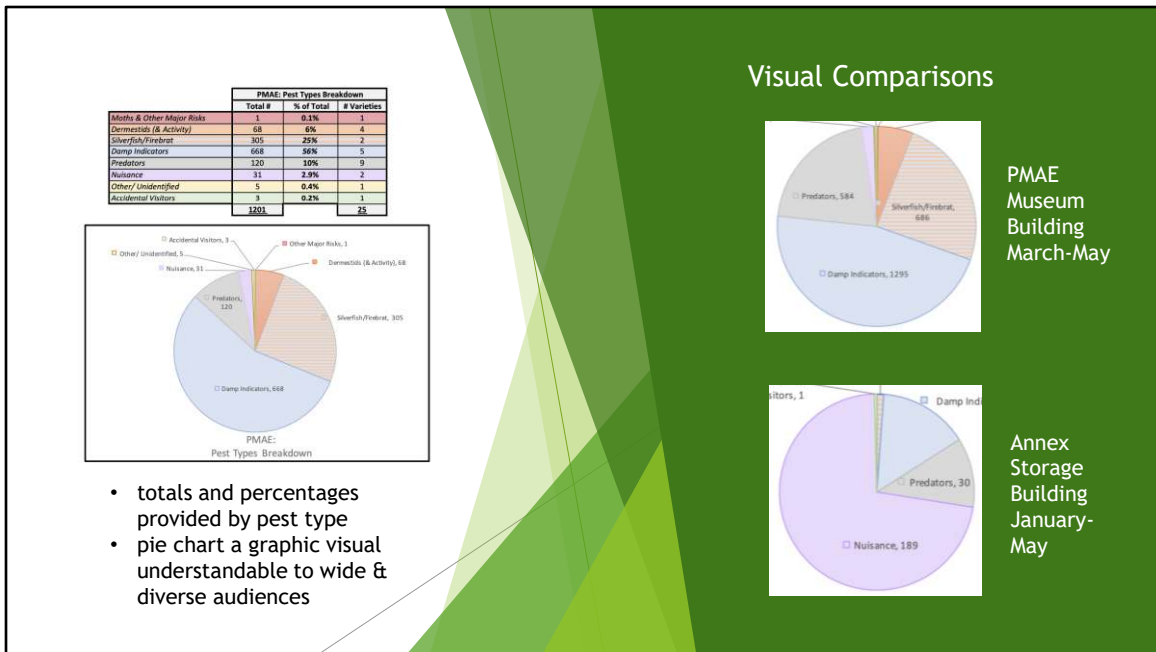 PMAE: Pest Types Breakdown
Total # % of Total # Varieties
Moths & Other Major Risks 1 0.1% 1
Dermestids (& Activity) 68 6% 4
Silverfish/Firebrat 305 25% 2
Damp Indicators 668 56% 5
Predators 120 10% 9
Nuisance 31 2.9% 2
Other/ Unidentified 5 0.4% 1
Accidental Visitors 3 0.2% 1
1201 25
Accidental Visitors, 3
Other Major Risks, 1
Other/ Unidentified, 5
Dermestids (& Activity), 68
Nuisance, 31
Predators,
120
Silverfish/Firebrat, 305
Damp Indicators, 668
PMAE:
Pest Types Breakdown
• totals and percentages
provided by pest type
• pie chart a graphic visual
understandable to wide &
diverse audiences
Visual Comparisons
Predators, 584
Silverfish/Firebrat,
686
Damp Indicators, 1295
PMAE
Museum
Building
March-May
sitors, 1
Damp Indi
Predators, 30
Nuisance, 189
Annex
Storage
Building
January-
May